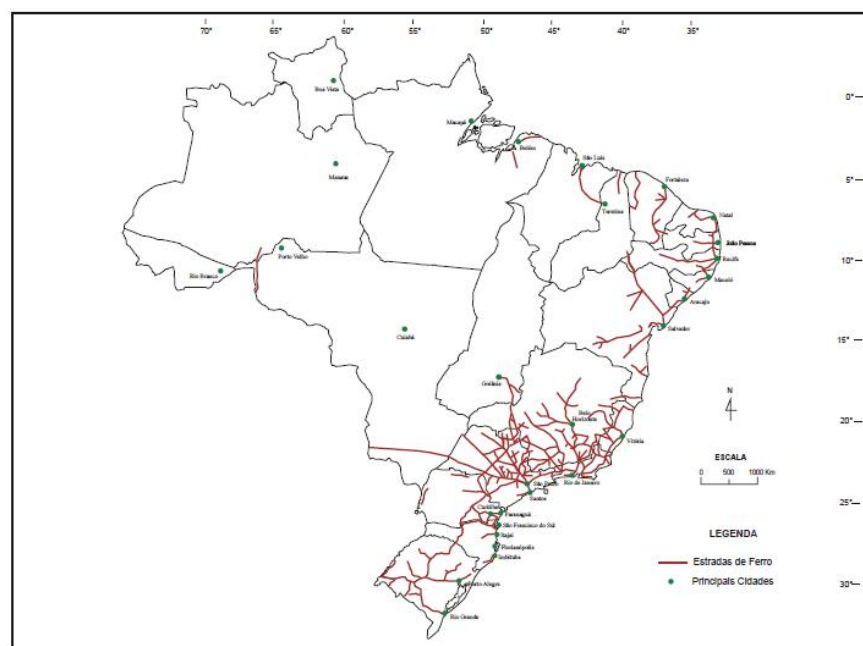 70° 60° 55° 50° 45° 40° 35°
Boa Vista
0°
Macapá
Belém
São Luís
Manaus
Fortaleza
5°
Teresina
Natal
João Pessoa
Porto Velho
Recife
10°
Rio Branco
Maceió
Aracaju
Cuiabá
Salvador
15°
Goiânia
N
Belo
Horizonte
20°
Vitória
ESCALA
0 500 1000 Km
São Paulo
Rio de Janeiro
Santos
25°
Curitiba
Paranaguá
São Francisco do Sul
Itajaí
LEGENDA
Florianópolis
Imbituba
Estradas de Ferro
Porto Alegre
Principais Cidades
30°
Rio Grande